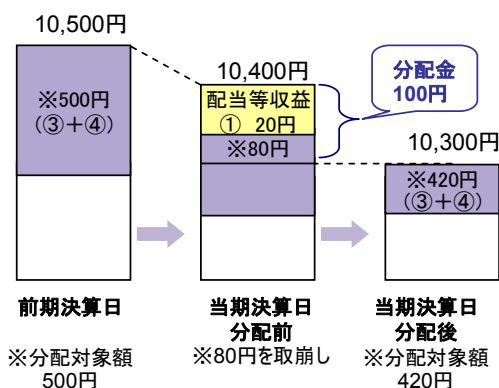 10,500円
※500円
（③＋④）
10,400円
配当等収益
① 20円
※80円
分配金
100円
10,300円
※420円
（③＋④）
前期決算日
当期決算日
分配前
当期決算日
分配後
※分配対象額
500円
※80円を取崩し
※分配対象額
420円